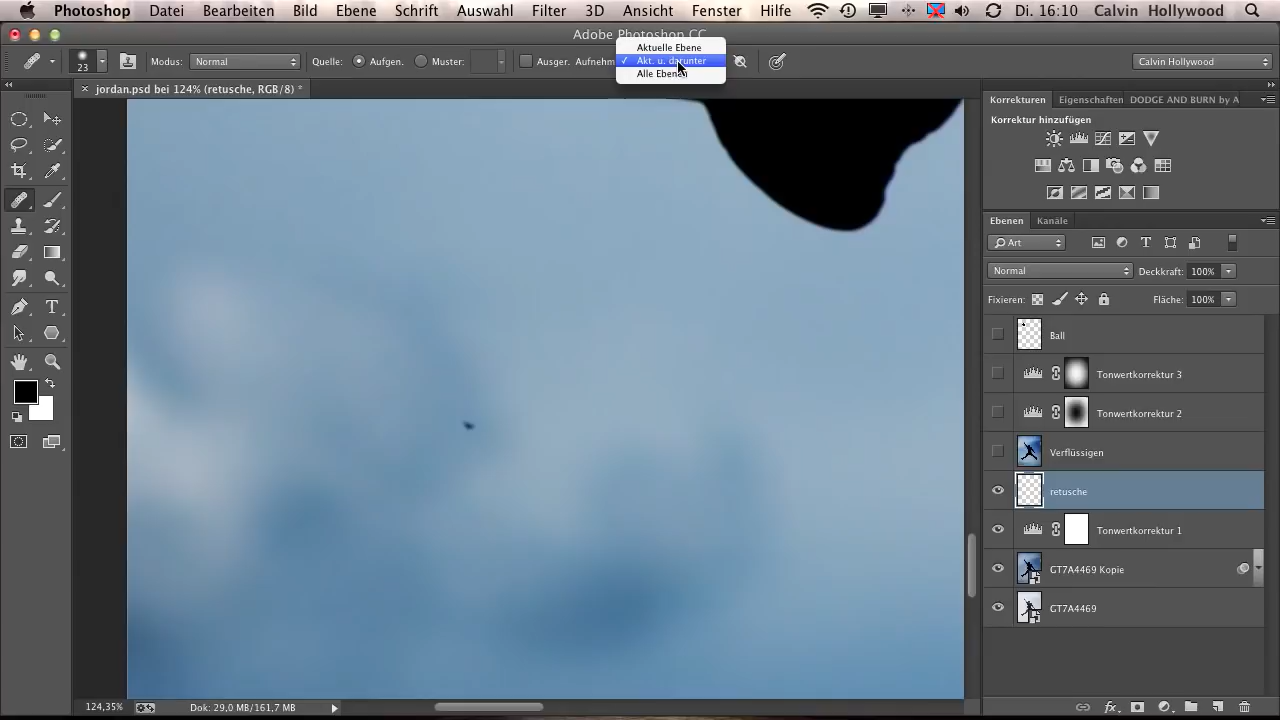 Photoshop Datei Bearbeiten Bild Ebene Schrift Auswahl Filter 3D Ansicht Fenster Hilfe Di. 16:10 Calvin Hollywood
Adobe Photoshop CC
Aktuelle Ebene
✓ Akt. u. darunter
Alle Ebenen
23 Modus: Normal Quelle: Aufgen. Muster: Ausger. Aufnehm Calvin Hollywood
× jordan.psd bei 124% (retusche, RGB/8) *
Korrekturen Eigenschaften DODGE AND BURN by A
Korrektur hinzufügen
Ebenen Kanäle
Art
Normal Deckkraft: 100%
Fixieren: Fläche: 100%
Ball
Tonwertkorrektur 3
Tonwertkorrektur 2
Verflüssigen
retusche
Tonwertkorrektur 1
GT7A4469 Kopie
GT7A4469
124,35% Dok: 29,0 MB/161,7 MB
fx